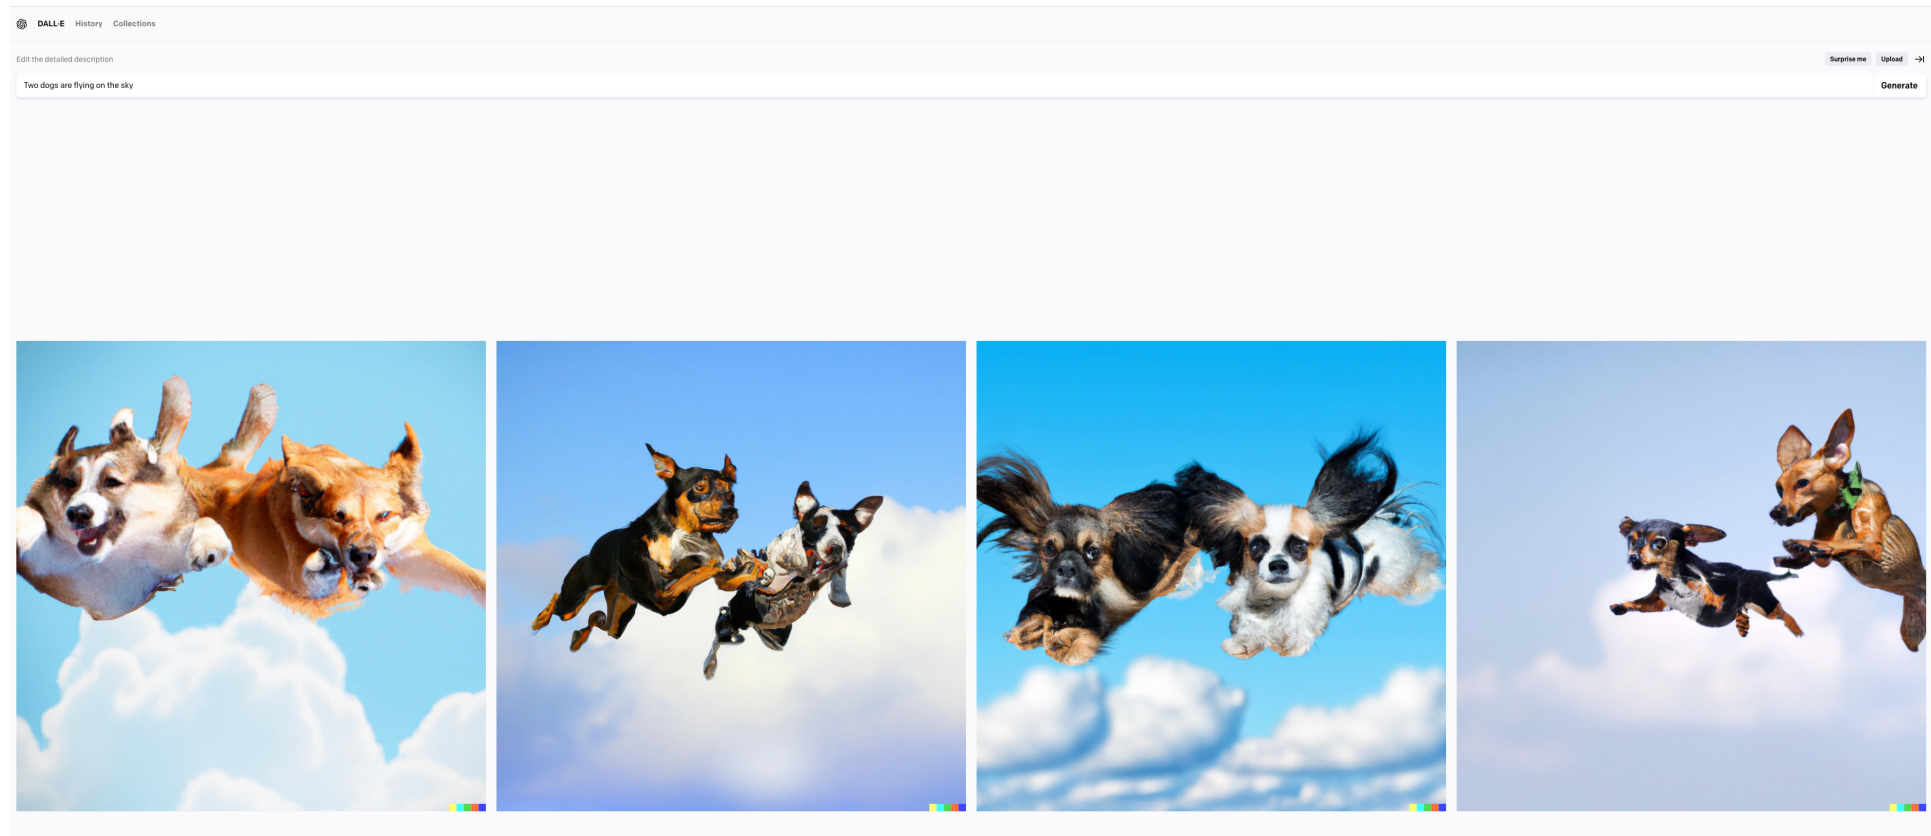 DALL·E History Collections
Edit the detailed description
Surprise me Upload
Two dogs are flying on the sky
Generate